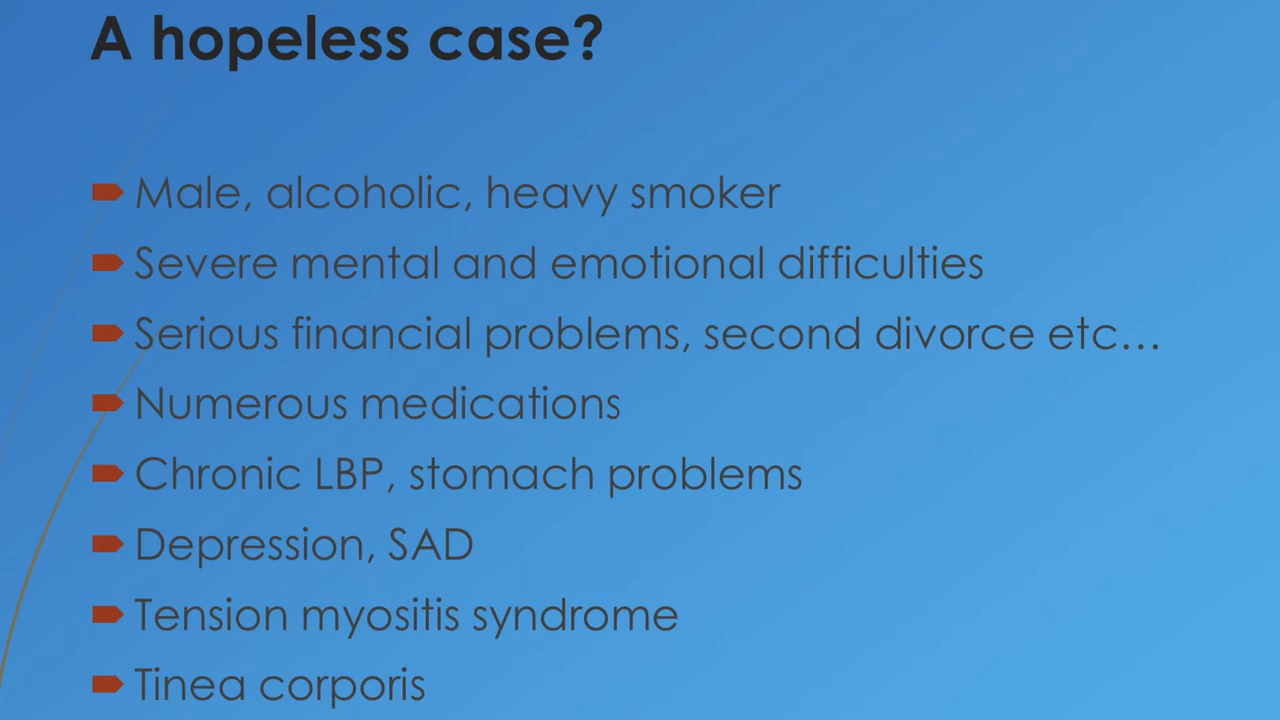 A hopeless case?
Male, alcoholic, heavy smoker
Severe mental and emotional difficulties
Serious financial problems, second divorce etc…
Numerous medications
Chronic LBP, stomach problems
Depression, SAD
Tension myositis syndrome
Tinea corporis